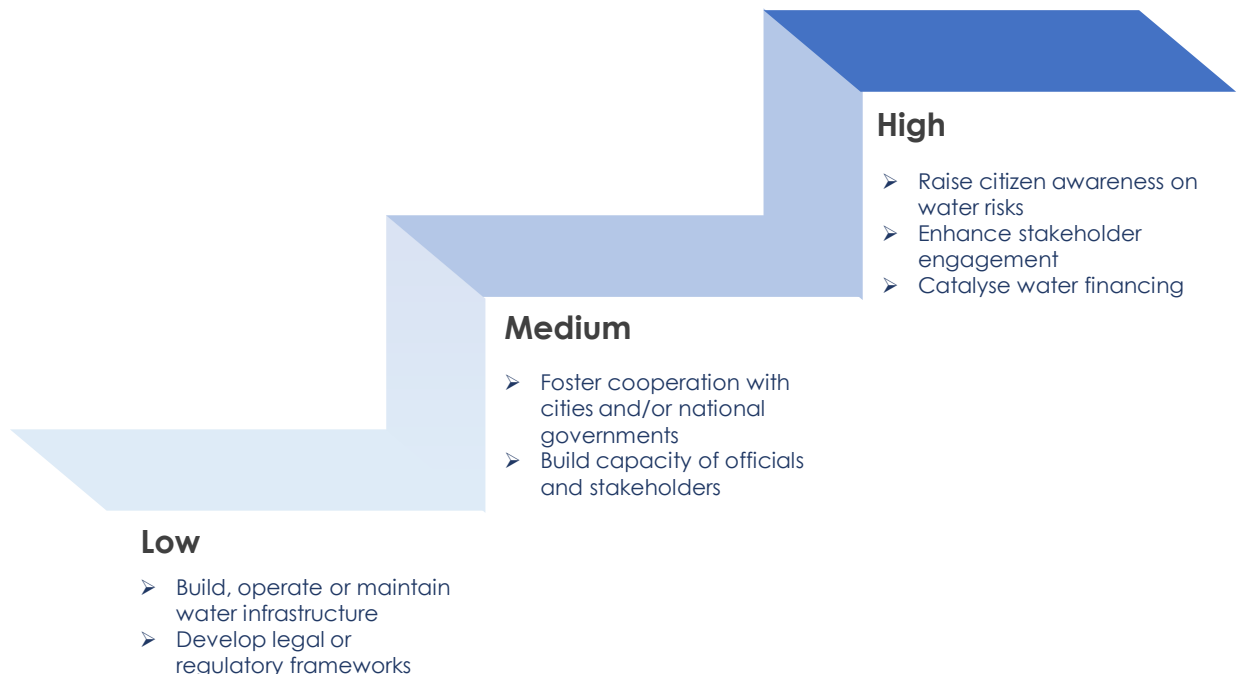 High
➢ Raise citizen awareness on
water risks
➢ Enhance stakeholder
engagement
➢ Catalyse water financing
Medium
➢ Foster cooperation with
cities and/or national
governments
➢ Build capacity of officials
and stakeholders
Low
➢ Build, operate or maintain
water infrastructure
➢ Develop legal or
regulatory frameworks